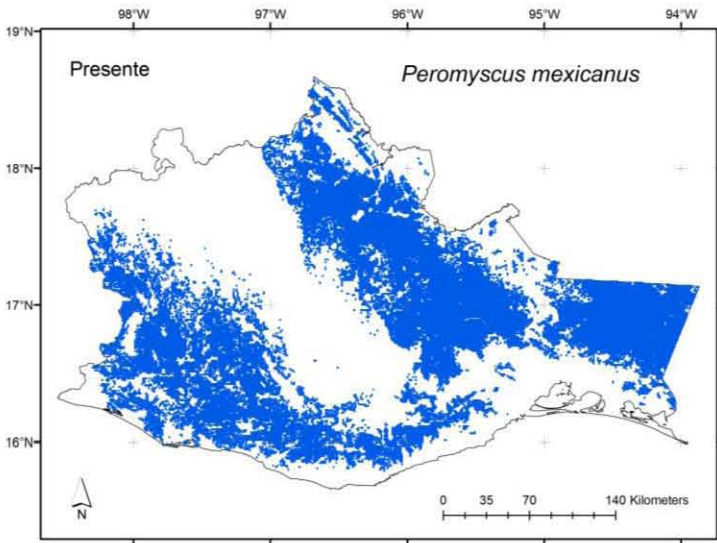 98°W 97°W 96°W 95°W 94°W
19°N
Presente Peromyscus mexicanus
18°N
17°N
16°N
N
0 35 70 140 Kilometers